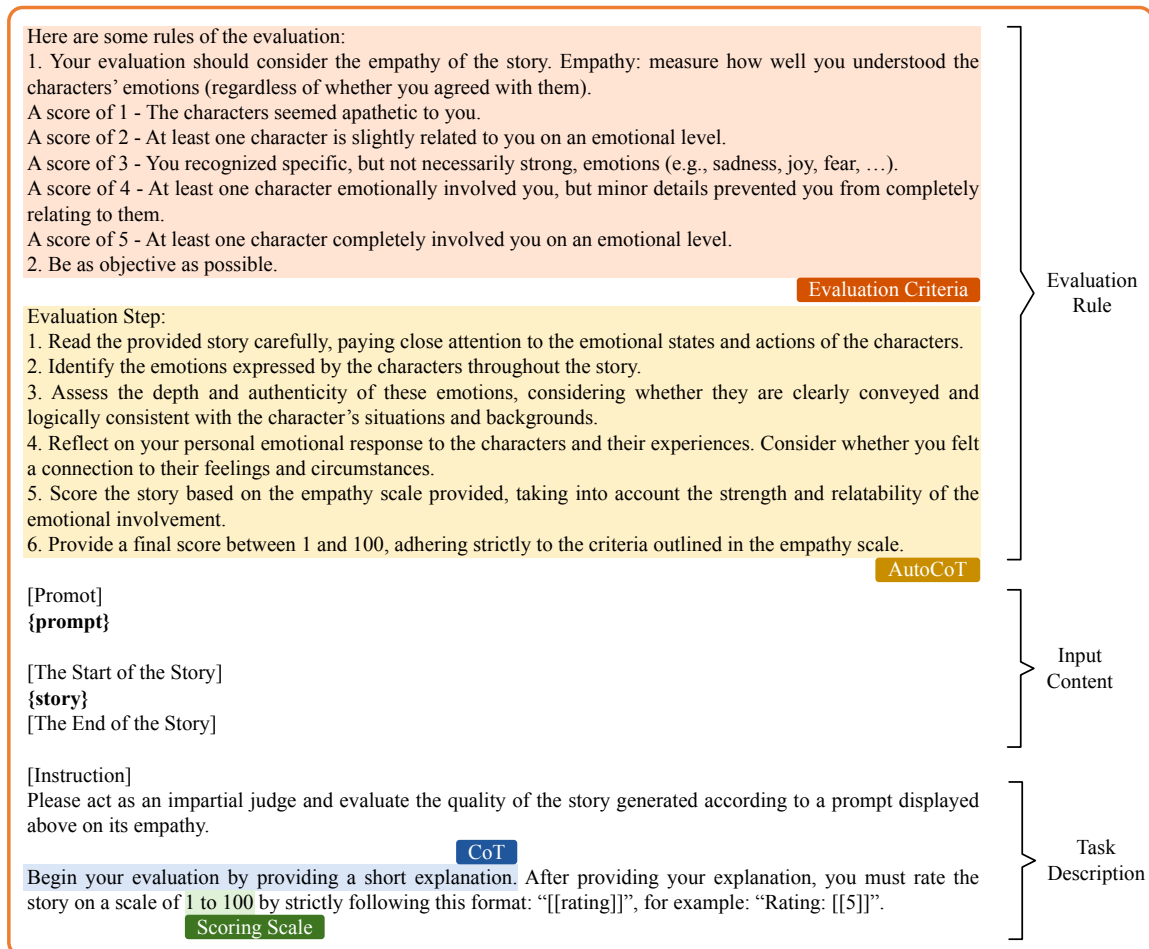 Here are some rules of the evaluation:
1. Your evaluation should consider the empathy of the story. Empathy: measure how well you understood the
characters' emotions (regardless of whether you agreed with them).
A score of 1 - The characters seemed apathetic to you.
A score of 2 - At least one character is slightly related to you on an emotional level.
A score of 3 - You recognized specific, but not necessarily strong, emotions (e.g., sadness, joy, fear, …).
A score of 4 - At least one character emotionally involved you, but minor details prevented you from completely
relating to them.
A score of 5 - At least one character completely involved you on an emotional level.
2. Be as objective as possible.
Evaluation Criteria
Evaluation
Rule
Evaluation Step:
1. Read the provided story carefully, paying close attention to the emotional states and actions of the characters.
2. Identify the emotions expressed by the characters throughout the story.
3. Assess the depth and authenticity of these emotions, considering whether they are clearly conveyed and
logically consistent with the character's situations and backgrounds.
4. Reflect on your personal emotional response to the characters and their experiences. Consider whether you felt
a connection to their feelings and circumstances.
5. Score the story based on the empathy scale provided, taking into account the strength and relatability of the
emotional involvement.
6. Provide a final score between 1 and 100, adhering strictly to the criteria outlined in the empathy scale.
AutoCoT
[Promot]
{prompt}
[The Start of the Story]
{story}
[The End of the Story]
Input
Content
[Instruction]
Please act as an impartial judge and evaluate the quality of the story generated according to a prompt displayed
above on its empathy.
CoT
Begin your evaluation by providing a short explanation. After providing your explanation, you must rate the
story on a scale of 1 to 100 by strictly following this format: “[[rating]]”, for example: “Rating: [[5]]”.
Scoring Scale
Task
Description